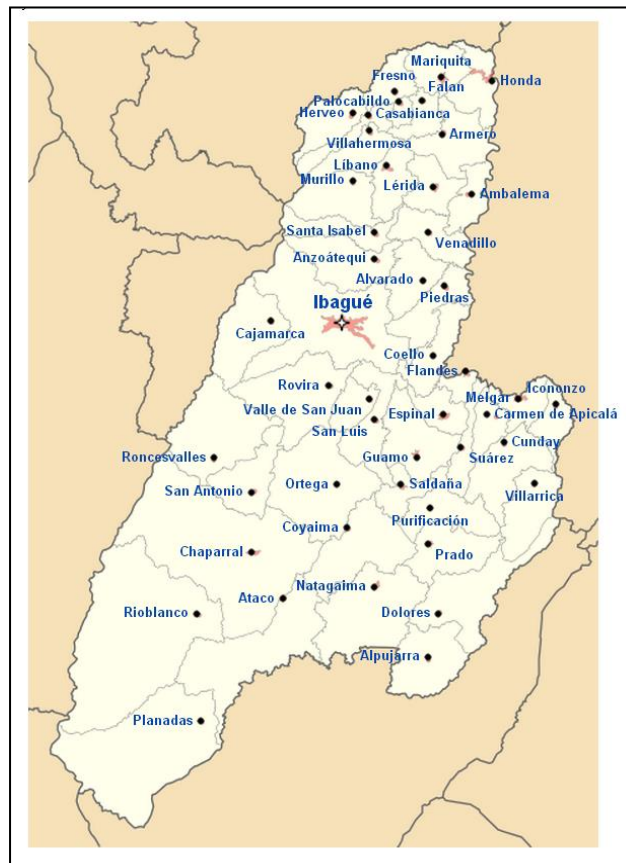 Mariquita
Fresno
Honda
Falan
Palocabildo
Herveo
Casabianca
Villahermosa
Armero
Líbano
Murillo
Lérida
Ambalema
Santa Isabel
Venadillo
Anzoátequi
Alvarado
Piedras
Ibagué
Cajamarca
Coello
Flandes
Rovira
Melgar
Icononzo
Valle de San Juan
Espinal
Carmen de Apicalá
San Luis
Cunday
Roncesvalles
Guamo
Suárez
San Antonio
Ortega
Saldaña
Villarrica
Purificación
Coyaima
Chaparral
Prado
Natagaima
Ataco
Rioblanco
Dolores
Alpujarra
Planadas